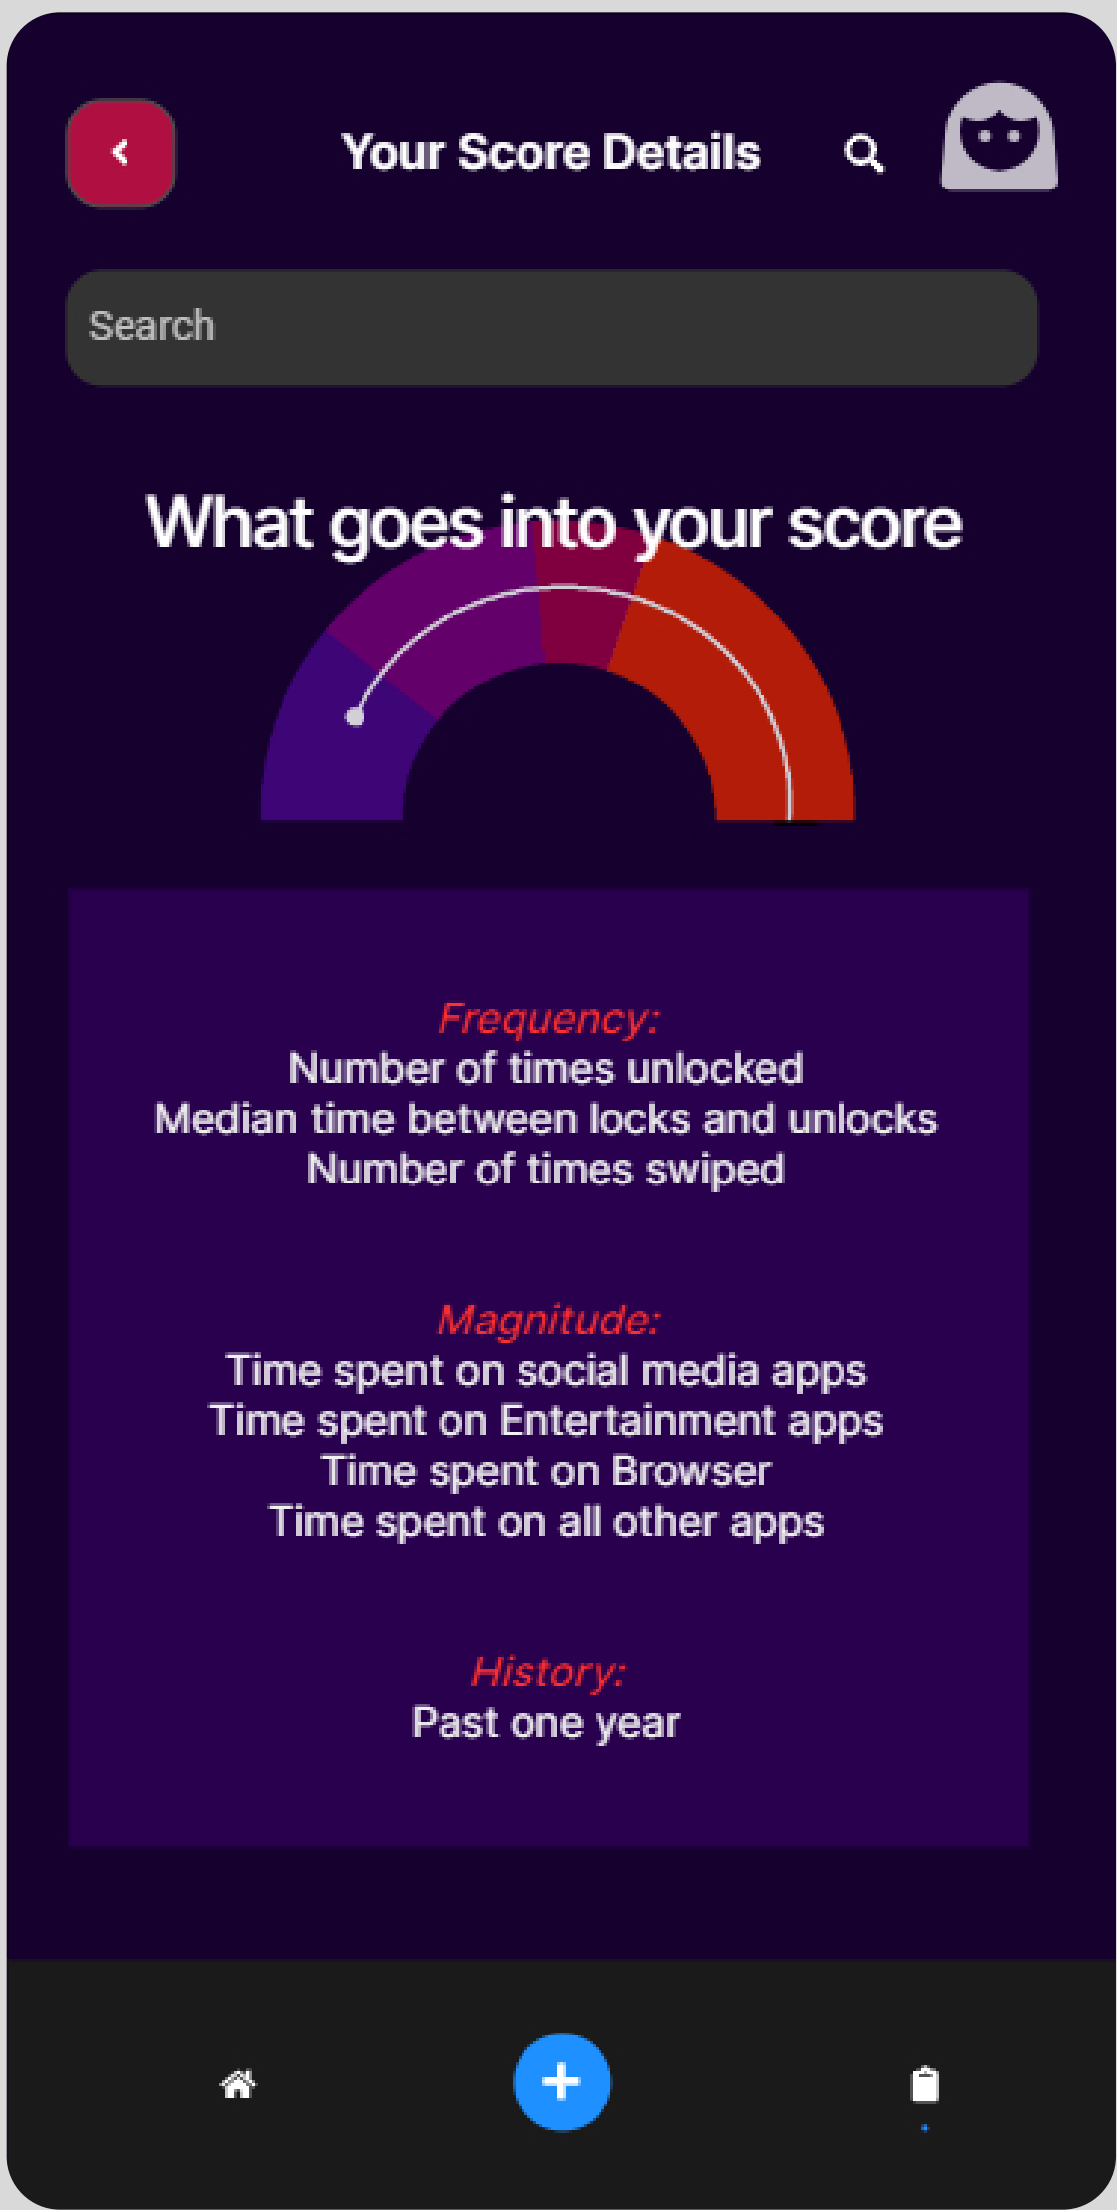 Your Score Details
Search
What goes into your score
Frequency:
Number of times unlocked
Median time between locks and unlocks
Number of times swiped
Magnitude:
Time spent on social media apps
Time spent on Entertainment apps
Time spent on Browser
Time spent on all other apps
History:
Past one year